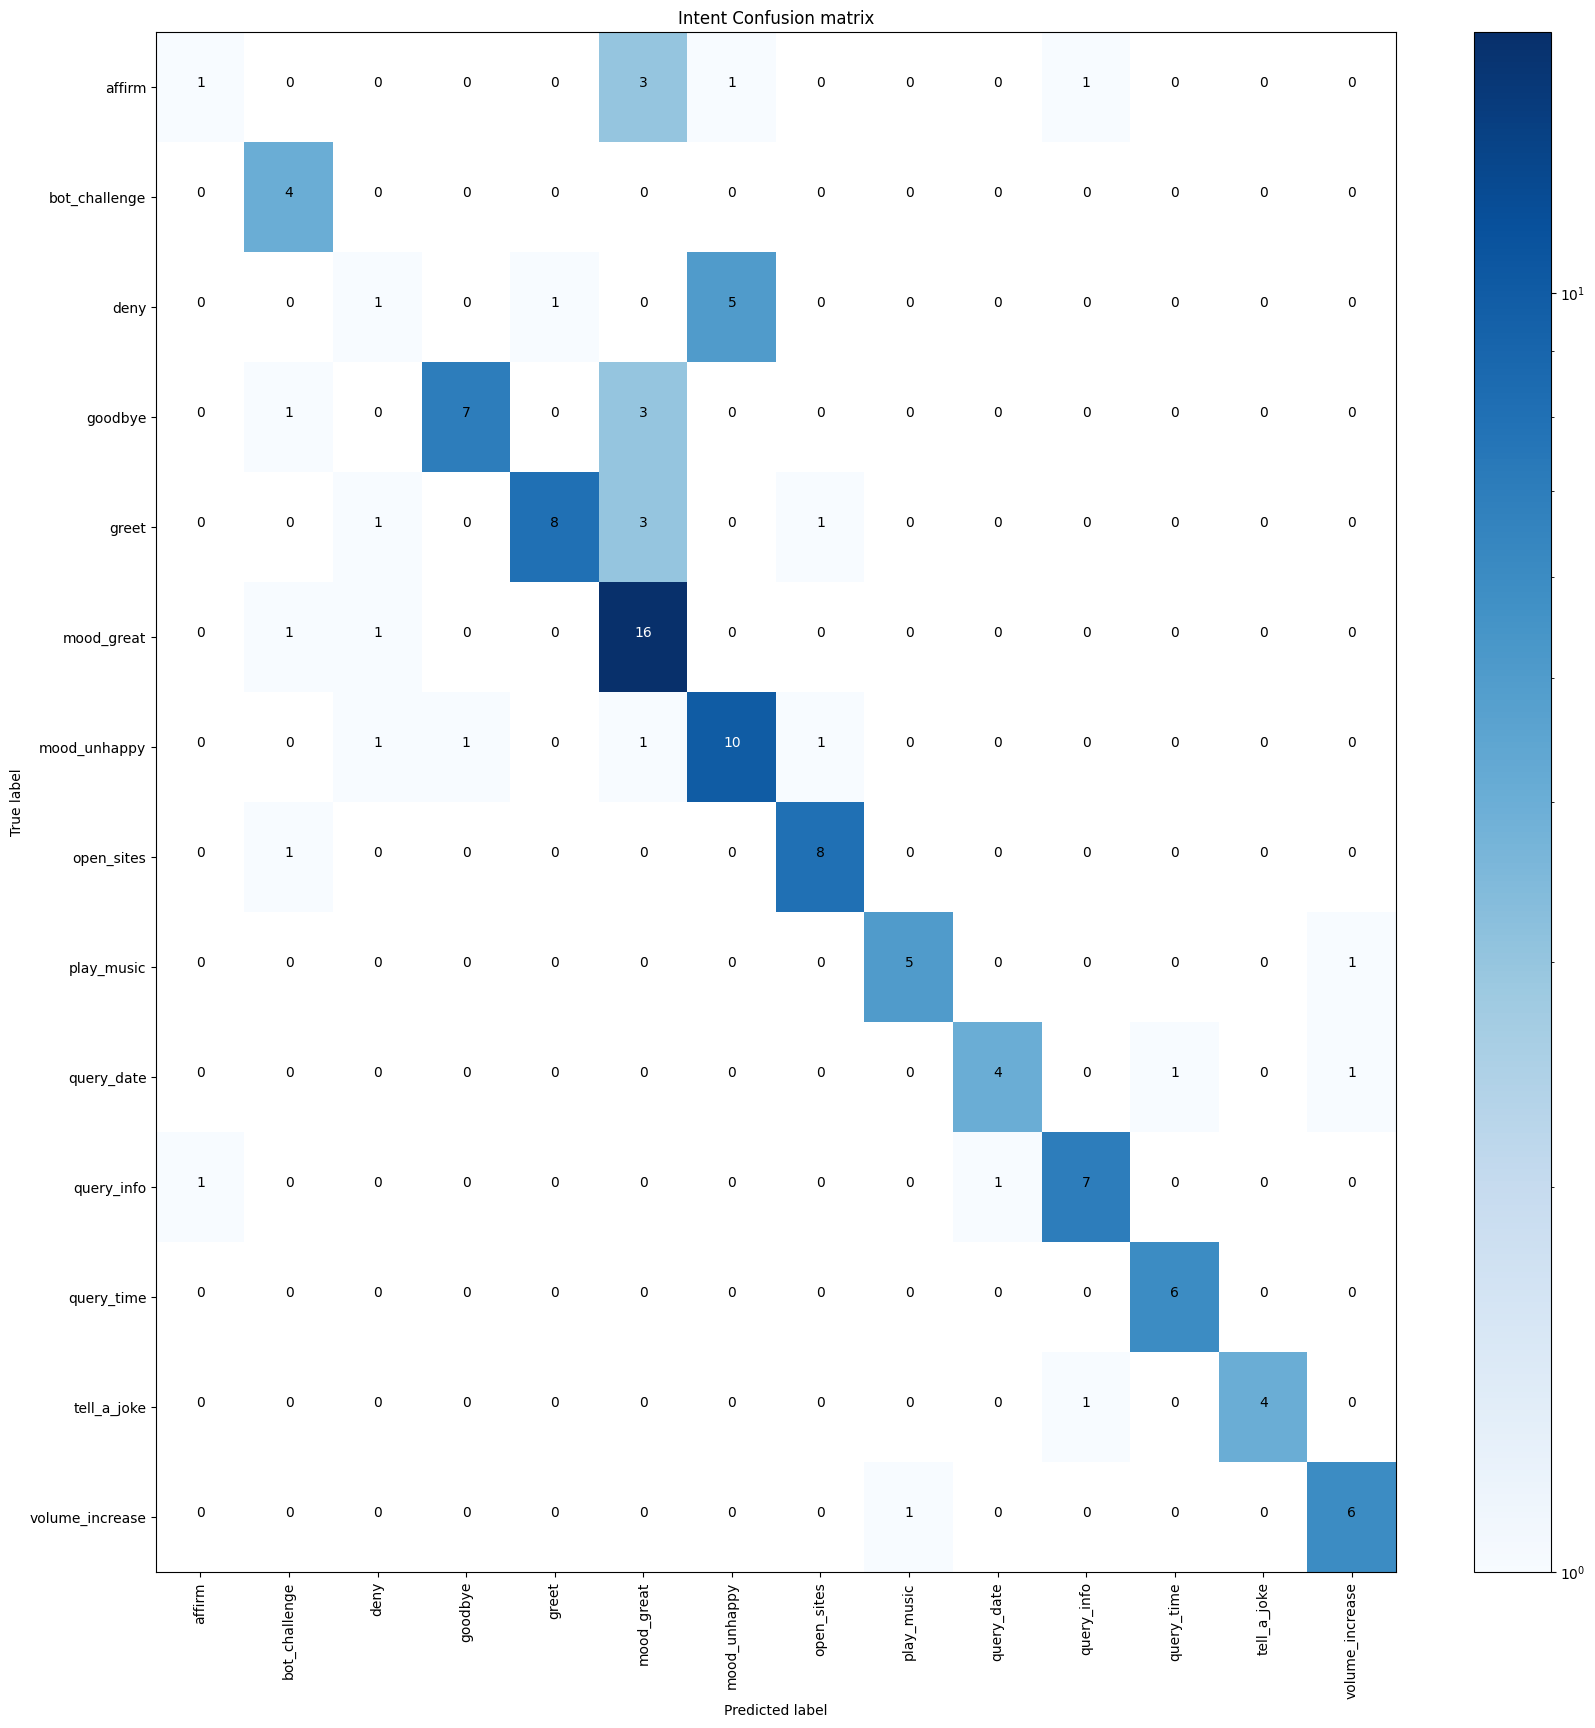 Intent Confusion matrix
affirm 1 0 0 0 0 3 1 0 0 0 1 0 0 0
bot_challenge 0 4 0 0 0 0 0 0 0 0 0 0 0 0
deny 0 0 1 0 1 0 5 0 0 0 0 0 0 0
goodbye 0 1 0 7 0 3 0 0 0 0 0 0 0 0
greet 0 0 1 0 8 3 0 1 0 0 0 0 0 0
mood_great 0 1 1 0 0 16 0 0 0 0 0 0 0 0
mood_unhappy 0 0 1 1 0 1 10 1 0 0 0 0 0 0
open_sites 0 1 0 0 0 0 0 8 0 0 0 0 0 0
play_music 0 0 0 0 0 0 0 0 5 0 0 0 0 1
query_date 0 0 0 0 0 0 0 0 0 4 0 1 0 1
query_info 1 0 0 0 0 0 0 0 0 1 7 0 0 0
query_time 0 0 0 0 0 0 0 0 0 0 0 6 0 0
tell_a_joke 0 0 0 0 0 0 0 0 0 0 1 0 4 0
volume_increase 0 0 0 0 0 0 0 0 1 0 0 0 0 6
True label
affirm bot_challenge deny goodbye greet mood_great mood_unhappy open_sites play_music query_date query_info query_time tell_a_joke volume_increase
Predicted label
10¹
10⁰